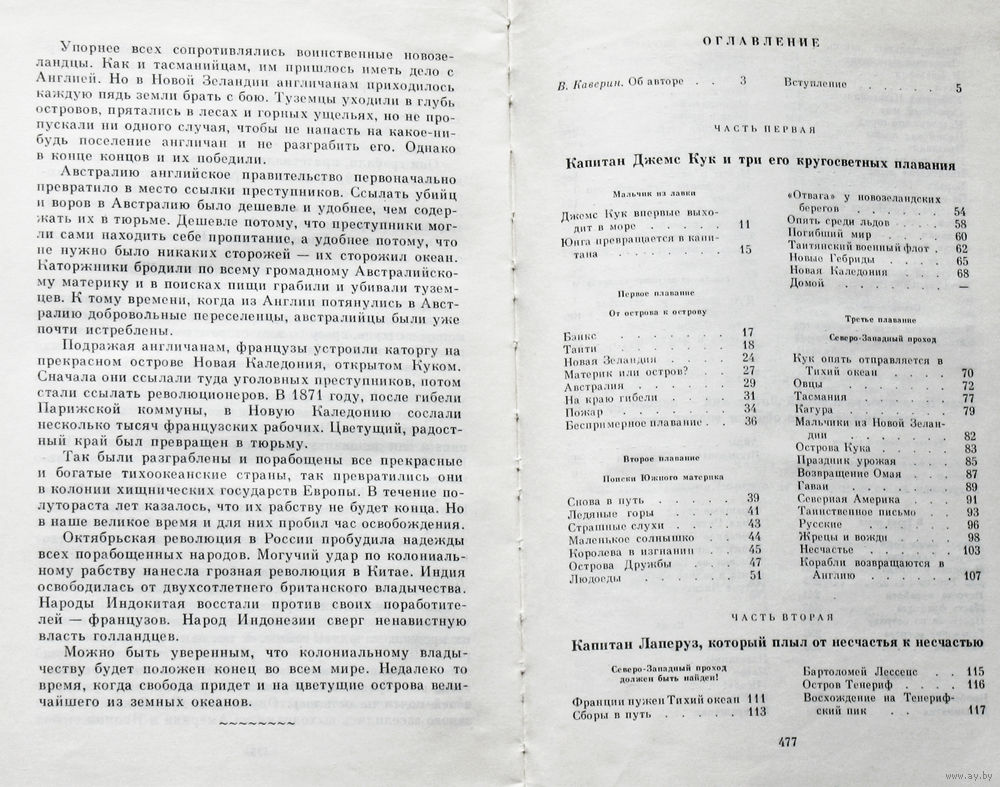 Упорнее всех сопротивлялись воинственные новозе-
ландцы. Как и тасманийцам, им пришлось иметь дело с
Англией. Но в Новой Зеландии англичанам приходилось
каждую пядь земли брать с бою. Туземцы уходили в глубь
островов, прятались в лесах и горных ущельях, но не про-
пускали ни одного случая, чтобы не напасть на какое-ни-
будь поселение англичан и не разграбить его. Однако
в конце концов и их победили.
Австралию английское правительство первоначально
превратило в место ссылки преступников. Ссылать убийц
и воров в Австралию было дешевле и удобнее, чем содер-
жать их в тюрьме. Дешевле потому, что преступники мог-
ли сами находить себе пропитание, а удобнее потому, что
не нужно было никаких сторожей — их сторожил океан.
Каторжники бродили по всему громадному Австралийско-
му материку и в поисках пищи грабили и убивали тузем-
цев. К тому времени, когда из Англии потянулись в Авст-
ралию добровольные переселенцы, австралийцы были уже
почти истреблены.
Подражая англичанам, французы устроили каторгу на
прекрасном острове Новая Каледония, открытом Куком.
Сначала они ссылали туда уголовных преступников, потом
стали ссылать революционеров. В 1871 году, после гибели
Парижской коммуны, в Новую Каледонию сослали
несколько тысяч французских рабочих. Цветущий, радост-
ный край был превращен в тюрьму.
Так были разграблены и порабощены все прекрасные
и богатые тихоокеанские страны, так превратились они
в колонии хищнических государств Европы. В течение по-
лутораста лет казалось, что их рабству не будет конца. Но
в наше великое время и для них пробил час освобождения.
Октябрьская революция в России пробудила надежды
всех порабощенных народов. Могучий удар по колониаль-
ному рабству нанесла грозная революция в Китае. Индия
освободилась от двухсотлетнего британского владычества.
Народы Индокитая восстали против своих поработите-
лей — французов. Народ Индонезии сверг ненавистную
власть голландцев.
Можно быть уверенным, что колониальному влады-
честву будет положен конец во всем мире. Недалеко то
время, когда свобода придет и на цветущие острова вели-
чайшего из земных океанов.
ОГЛАВЛЕНИЕ
В. Каверин. Об авторе . . 3
Вступление . . . . . 5
ЧАСТЬ ПЕРВАЯ
Капитан Джемс Кук и три его кругосветных плавания
Мальчик из лавки
Джемс Кук впервые выхо-
дит в море . . . . . 11
Юнга превращается в капи-
тана . . . . . . . 15
Первое плавание
От острова к острову
Бэнкс . . . . . . . 17
Таити . . . . . . . 18
Новая Зеландия . . . . 24
Материк или остров? . . . 27
Австралия . . . . . . 29
На краю гибели . . . . 31
Пожар . . . . . . . 34
Беспримерное плавание . . 36
Второе плавание
Поиски Южного материка
Снова в путь . . . . . 39
Ледяные горы . . . . . 41
Страшные слухи . . . . 43
Маленькое солнышко . . . 44
Королева в изгнании . . . 45
Острова Дружбы . . . . 47
Людоеды . . . . . . 51
«Отвага» у новозеландских
берегов . . . . . . 54
Опять среди льдов . . . . 58
Погибший мир . . . . . 60
Таитянский военный флот . 62
Новые Гебриды . . . . 65
Новая Каледония . . . . 68
Домой . . . . . . —
Третье плавание
Северо-Западный проход
Кук опять отправляется в
Тихий океан . . . . 70
Овцы . . . . . . . 72
Тасмания . . . . . . 77
Кагура . . . . . . . 79
Мальчики из Новой Зелан-
дии . . . . . . . 82
Острова Кука . . . . . 83
Праздник урожая . . . . 85
Возвращение Омая . . . . 87
Гаваи . . . . . . . 89
Северная Америка . . . . 91
Таинственное письмо . . . 93
Русские . . . . . . 96
Жрецы и вожди . . . . 98
Несчастье . . . . . . 103
Корабли возвращаются в
Англию . . . . . . 107
ЧАСТЬ ВТОРАЯ
Капитан Лаперуз, который плыл от несчастья к несчастью
Северо-Западный проход
должен быть найден!
Франции нужен Тихий океан 111
Сборы в путь . . . . . 113
Бартоломей Лессепс . . 115
Остров Тенериф . . . . 116
Восхождение на Тенериф-
ский пик . . . . . 117
477
www.ay.by